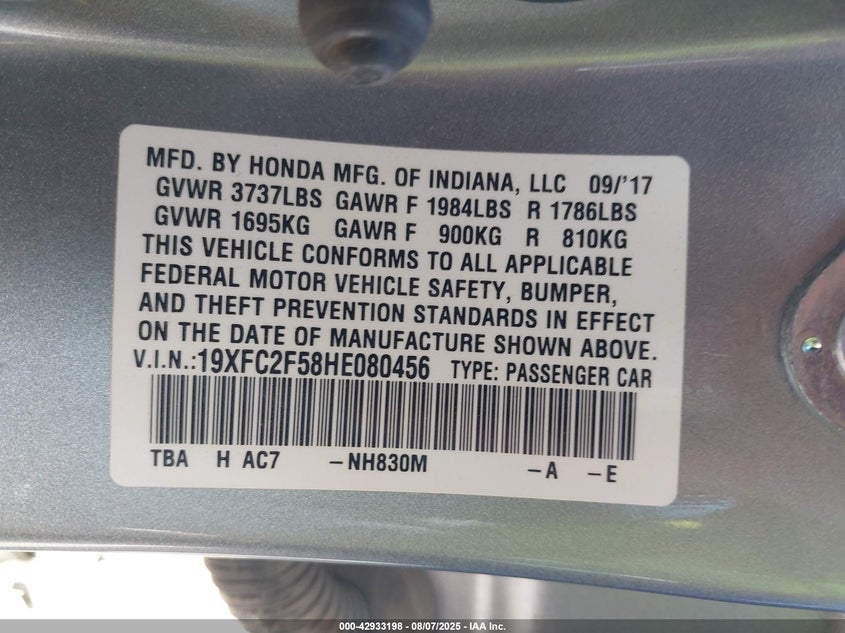 MFD. BY HONDA MFG. OF INDIANA, LLC 09/'17
GVWR 3737LBS GAWR F 1984LBS R 1786LBS
GVWR 1695KG GAWR F 900KG R 810KG
THIS VEHICLE CONFORMS TO ALL APPLICABLE
FEDERAL MOTOR VEHICLE SAFETY, BUMPER,
AND THEFT PREVENTION STANDARDS IN EFFECT
ON THE DATE OF MANUFACTURE SHOWN ABOVE.
V.I.N.:19XFC2F58HE080456 TYPE: PASSENGER CAR
TBA H AC7 –NH830M –A –E
000-42933198 - 08/07/2025 - IAA Inc.